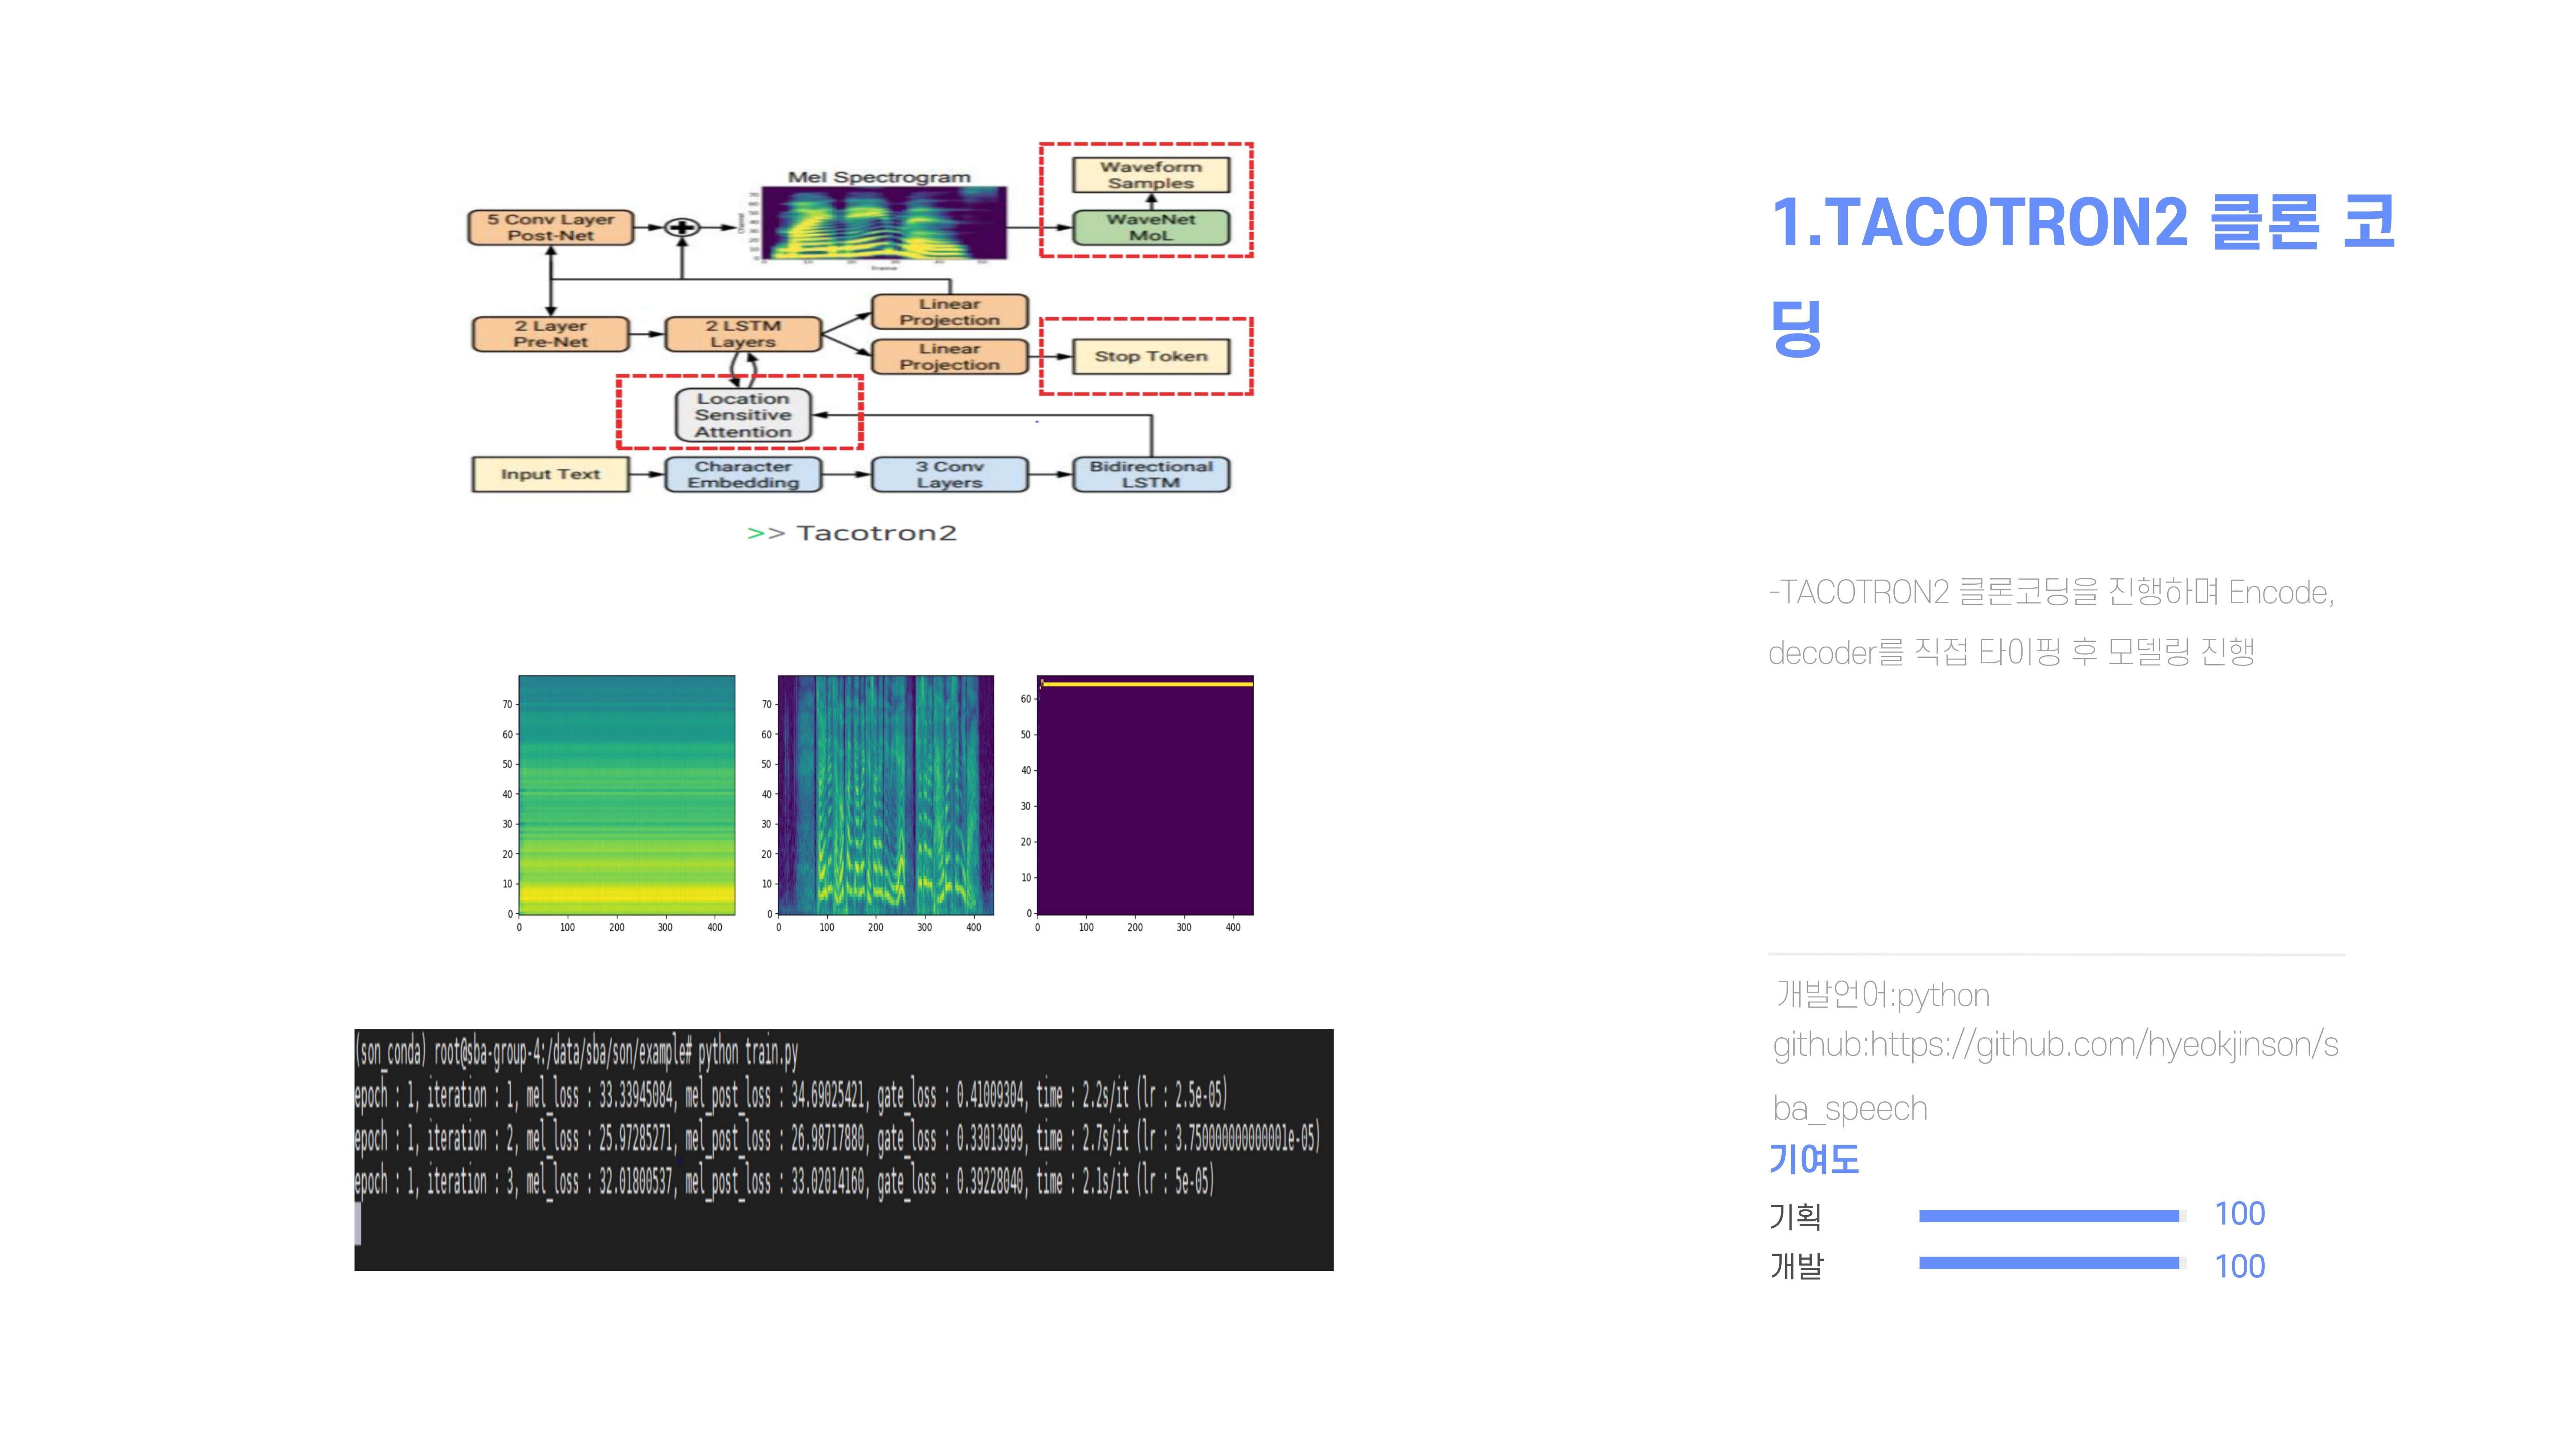 Mel Spectrogram
Waveform
Samples
5 Conv Layer
Post-Net
WaveNet
MoL
Linear
Projection
2 Layer
Pre-Net
2 LSTM
Layers
Linear
Projection
Stop Token
Location
Sensitive
Attention
Input Text
Character
Embedding
3 Conv
Layers
Bidirectional
LSTM
>> Tacotron2
70
60
50
40
30
20
10
0
0 100 200 300 400
70
60
50
40
30
20
10
0
0 100 200 300 400
60
50
40
30
20
10
0
0 100 200 300 400
(son_conda) root@sba-group-4:/data/sba/son/example# python train.py
epoch : 1, iteration : 1, mel_loss : 33.33945084, mel_post_loss : 34.69025421, gate_loss : 0.41009304, time : 2.2s/it (lr : 2.5e-05)
epoch : 1, iteration : 2, mel_loss : 25.97285271, mel_post_loss : 26.98717880, gate_loss : 0.33013999, time : 2.7s/it (lr : 3.7500000000000001e-05)
epoch : 1, iteration : 3, mel_loss : 32.01800537, mel_post_loss : 33.02014160, gate_loss : 0.39228040, time : 2.1s/it (lr : 5e-05)
1.TACOTRON2 클론 코
딩
-TACOTRON2 클론코딩을 진행하며 Encode,
decoder를 직접 타이핑 후 모델링 진행
개발언어:python
github:https://github.com/hyeokjinson/s
ba_speech
기여도
기획 100
개발 100